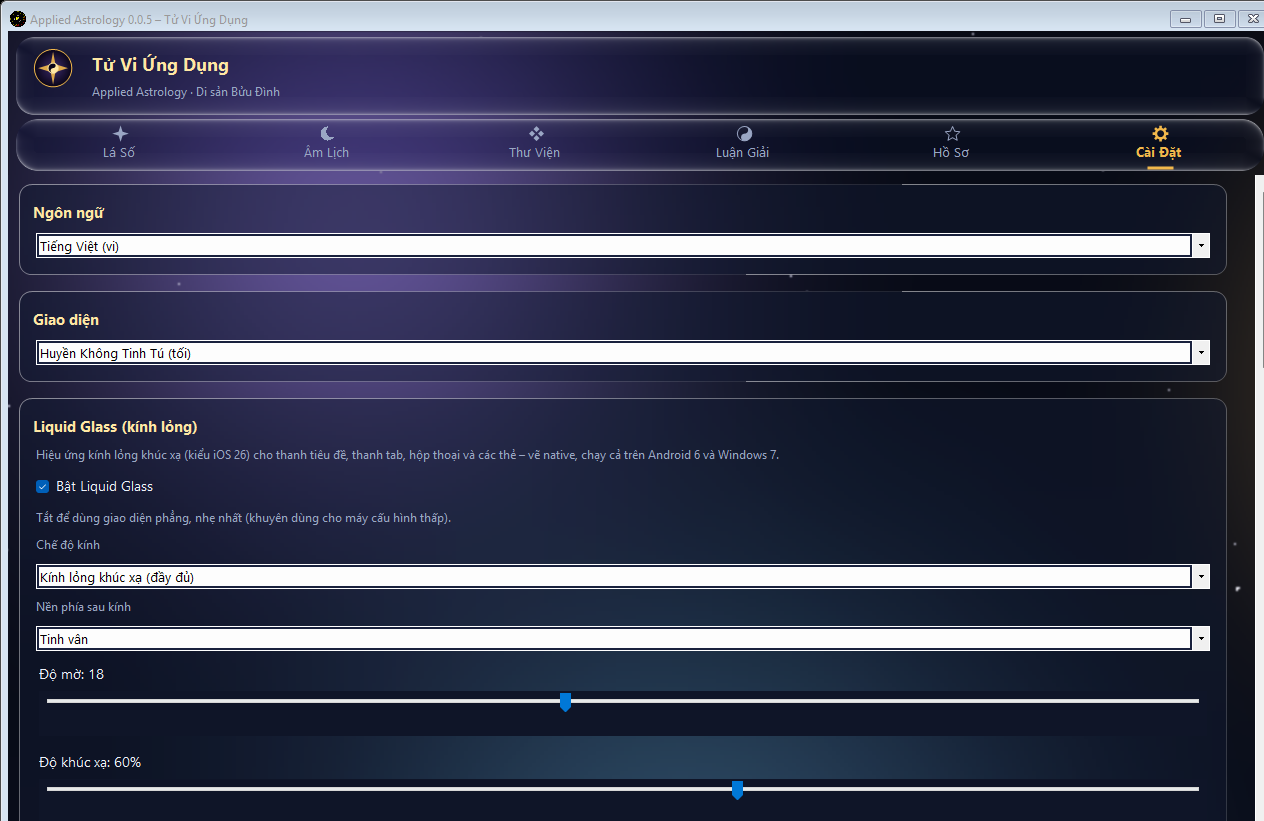 Applied Astrology 0.0.5 – Tử Vi Ứng Dụng
Tử Vi Ứng Dụng
Applied Astrology · Di sản Bửu Đình
Lá Số
Âm Lịch
Thư Viện
Luận Giải
Hồ Sơ
Cài Đặt
Ngôn ngữ
Tiếng Việt (vi)
Giao diện
Huyền Không Tinh Tú (tối)
Liquid Glass (kính lỏng)
Hiệu ứng kính lỏng khúc xạ (kiểu iOS 26) cho thanh tiêu đề, thanh tab, hộp thoại và các thẻ – vẽ native, chạy cả trên Android 6 và Windows 7.
Bật Liquid Glass
Tắt để dùng giao diện phẳng, nhẹ nhất (khuyên dùng cho máy cấu hình thấp).
Chế độ kính
Kính lỏng khúc xạ (đầy đủ)
Nền phía sau kính
Tinh vân
Độ mờ: 18
Độ khúc xạ: 60%